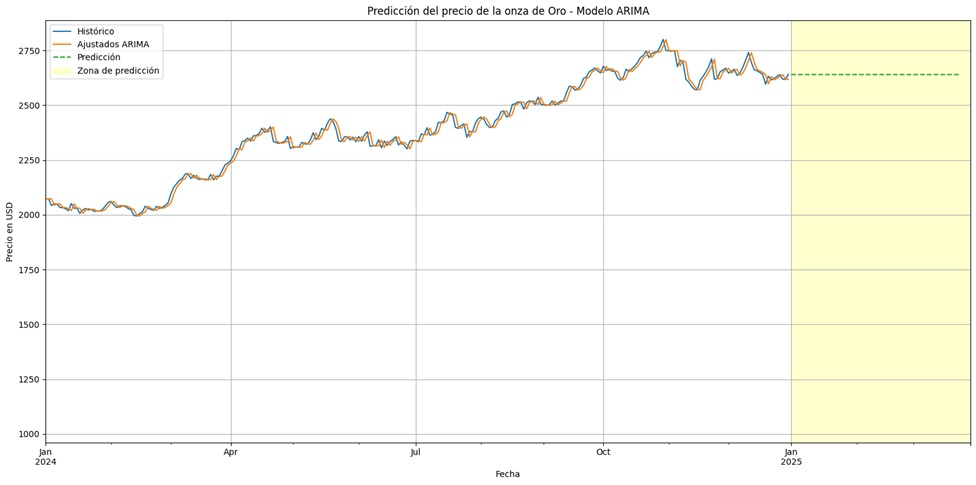 Predicción del precio de la onza de Oro - Modelo ARIMA
Histórico
Ajustados ARIMA
Predicción
Zona de predicción
Precio en USD
2750
2500
2250
2000
1750
1500
1250
1000
Jan
2024
Apr
Jul
Oct
Jan
2025
Fecha